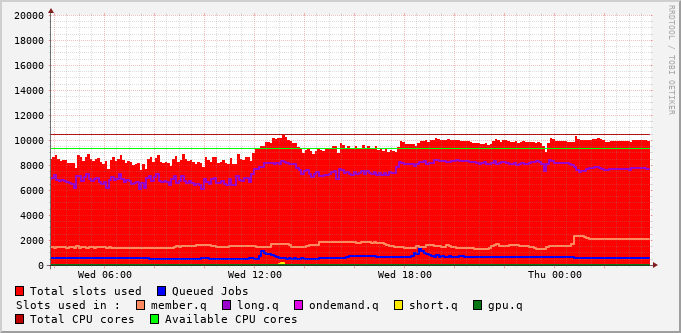 20000
18000
16000
14000
12000
10000
8000
6000
4000
2000
0
Wed 06:00 Wed 12:00 Wed 18:00 Thu 00:00
RRDTOOL / TOBI OETIKER
Total slots used Queued Jobs
Slots used in : member.q long.q ondemand.q short.q gpu.q
Total CPU cores Available CPU cores